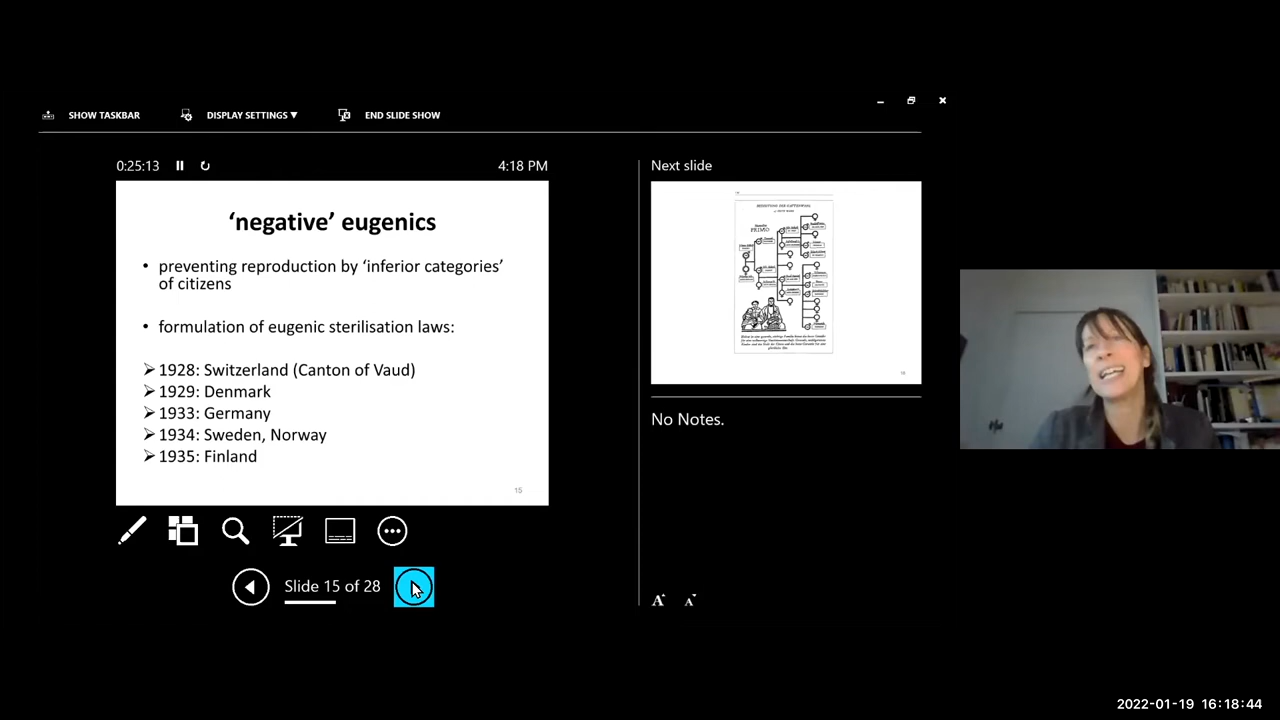 SHOW TASKBAR
DISPLAY SETTINGS ▼
END SLIDE SHOW
0:25:13
4:18 PM
‘negative’ eugenics
• preventing reproduction by ‘inferior categories’
of citizens
• formulation of eugenic sterilisation laws:
➢ 1928: Switzerland (Canton of Vaud)
➢ 1929: Denmark
➢ 1933: Germany
➢ 1934: Sweden, Norway
➢ 1935: Finland
15
Slide 15 of 28
Next slide
PRIMO
16
No Notes.
A A
2022-01-19 16:18:44